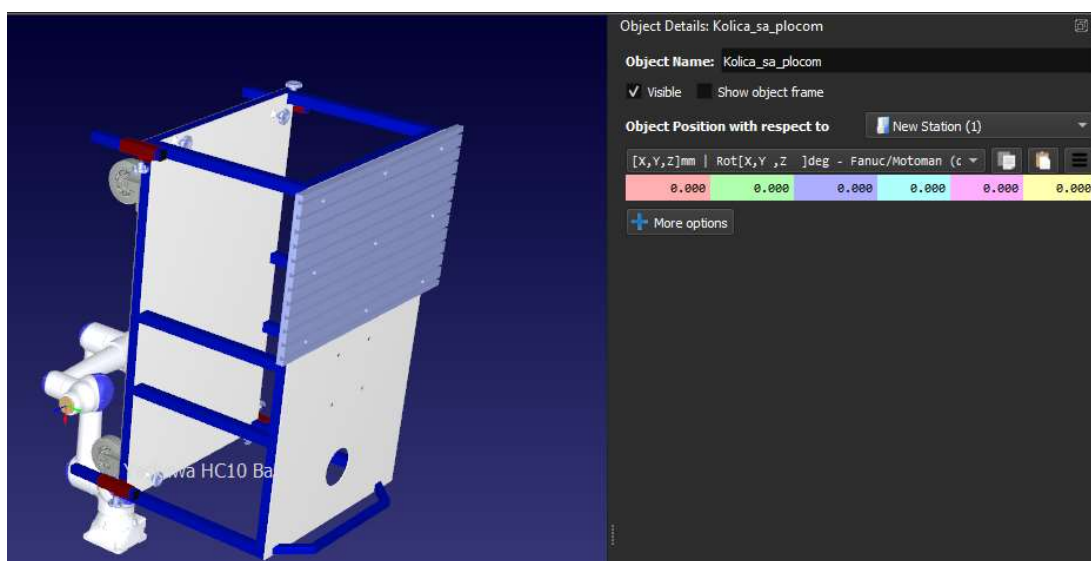 Object Details: Kolica_sa_plocom
Object Name: Kolica_sa_plocom
Visible Show object frame
Object Position with respect to New Station (1)
[X,Y,Z]mm | Rot[X,Y ,Z ]deg - Fanuc/Motoman (c
0.000 0.000 0.000 0.000 0.000 0.000
More options
wa HC10 Ba